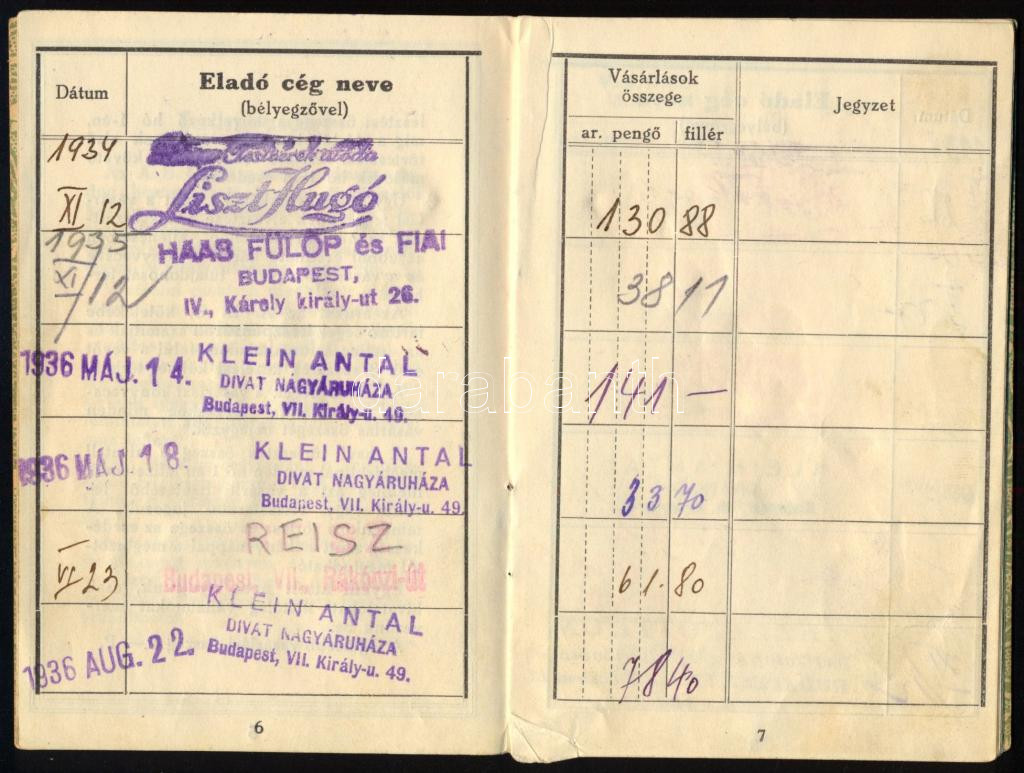 Dátum
Eladó cég neve
(bélyegzővel)
1934
XI 12
Testvérek utóda
Liszt Hugó
1935
XI 12
HAAS FÜLÖP és FIAI
BUDAPEST,
IV., Károly király-ut 26.
1936 MÁJ. 14.
KLEIN ANTAL
DIVAT NAGYÁRUHÁZA
Budapest, VII. Király-u. 49.
1936 MÁJ. 18.
KLEIN ANTAL
DIVAT NAGYÁRUHÁZA
Budapest, VII. Király-u. 49.
VI 23
REISZ
Budapest, VII., Rákóczi-út
1936 AUG. 22.
KLEIN ANTAL
DIVAT NAGYÁRUHÁZA
Budapest, VII. Király-u. 49.
6
Vásárlások
összege
Jegyzet
ar. pengő fillér
130 88
38 11
141 —
33 70
61.80
78 40
7
darabanth